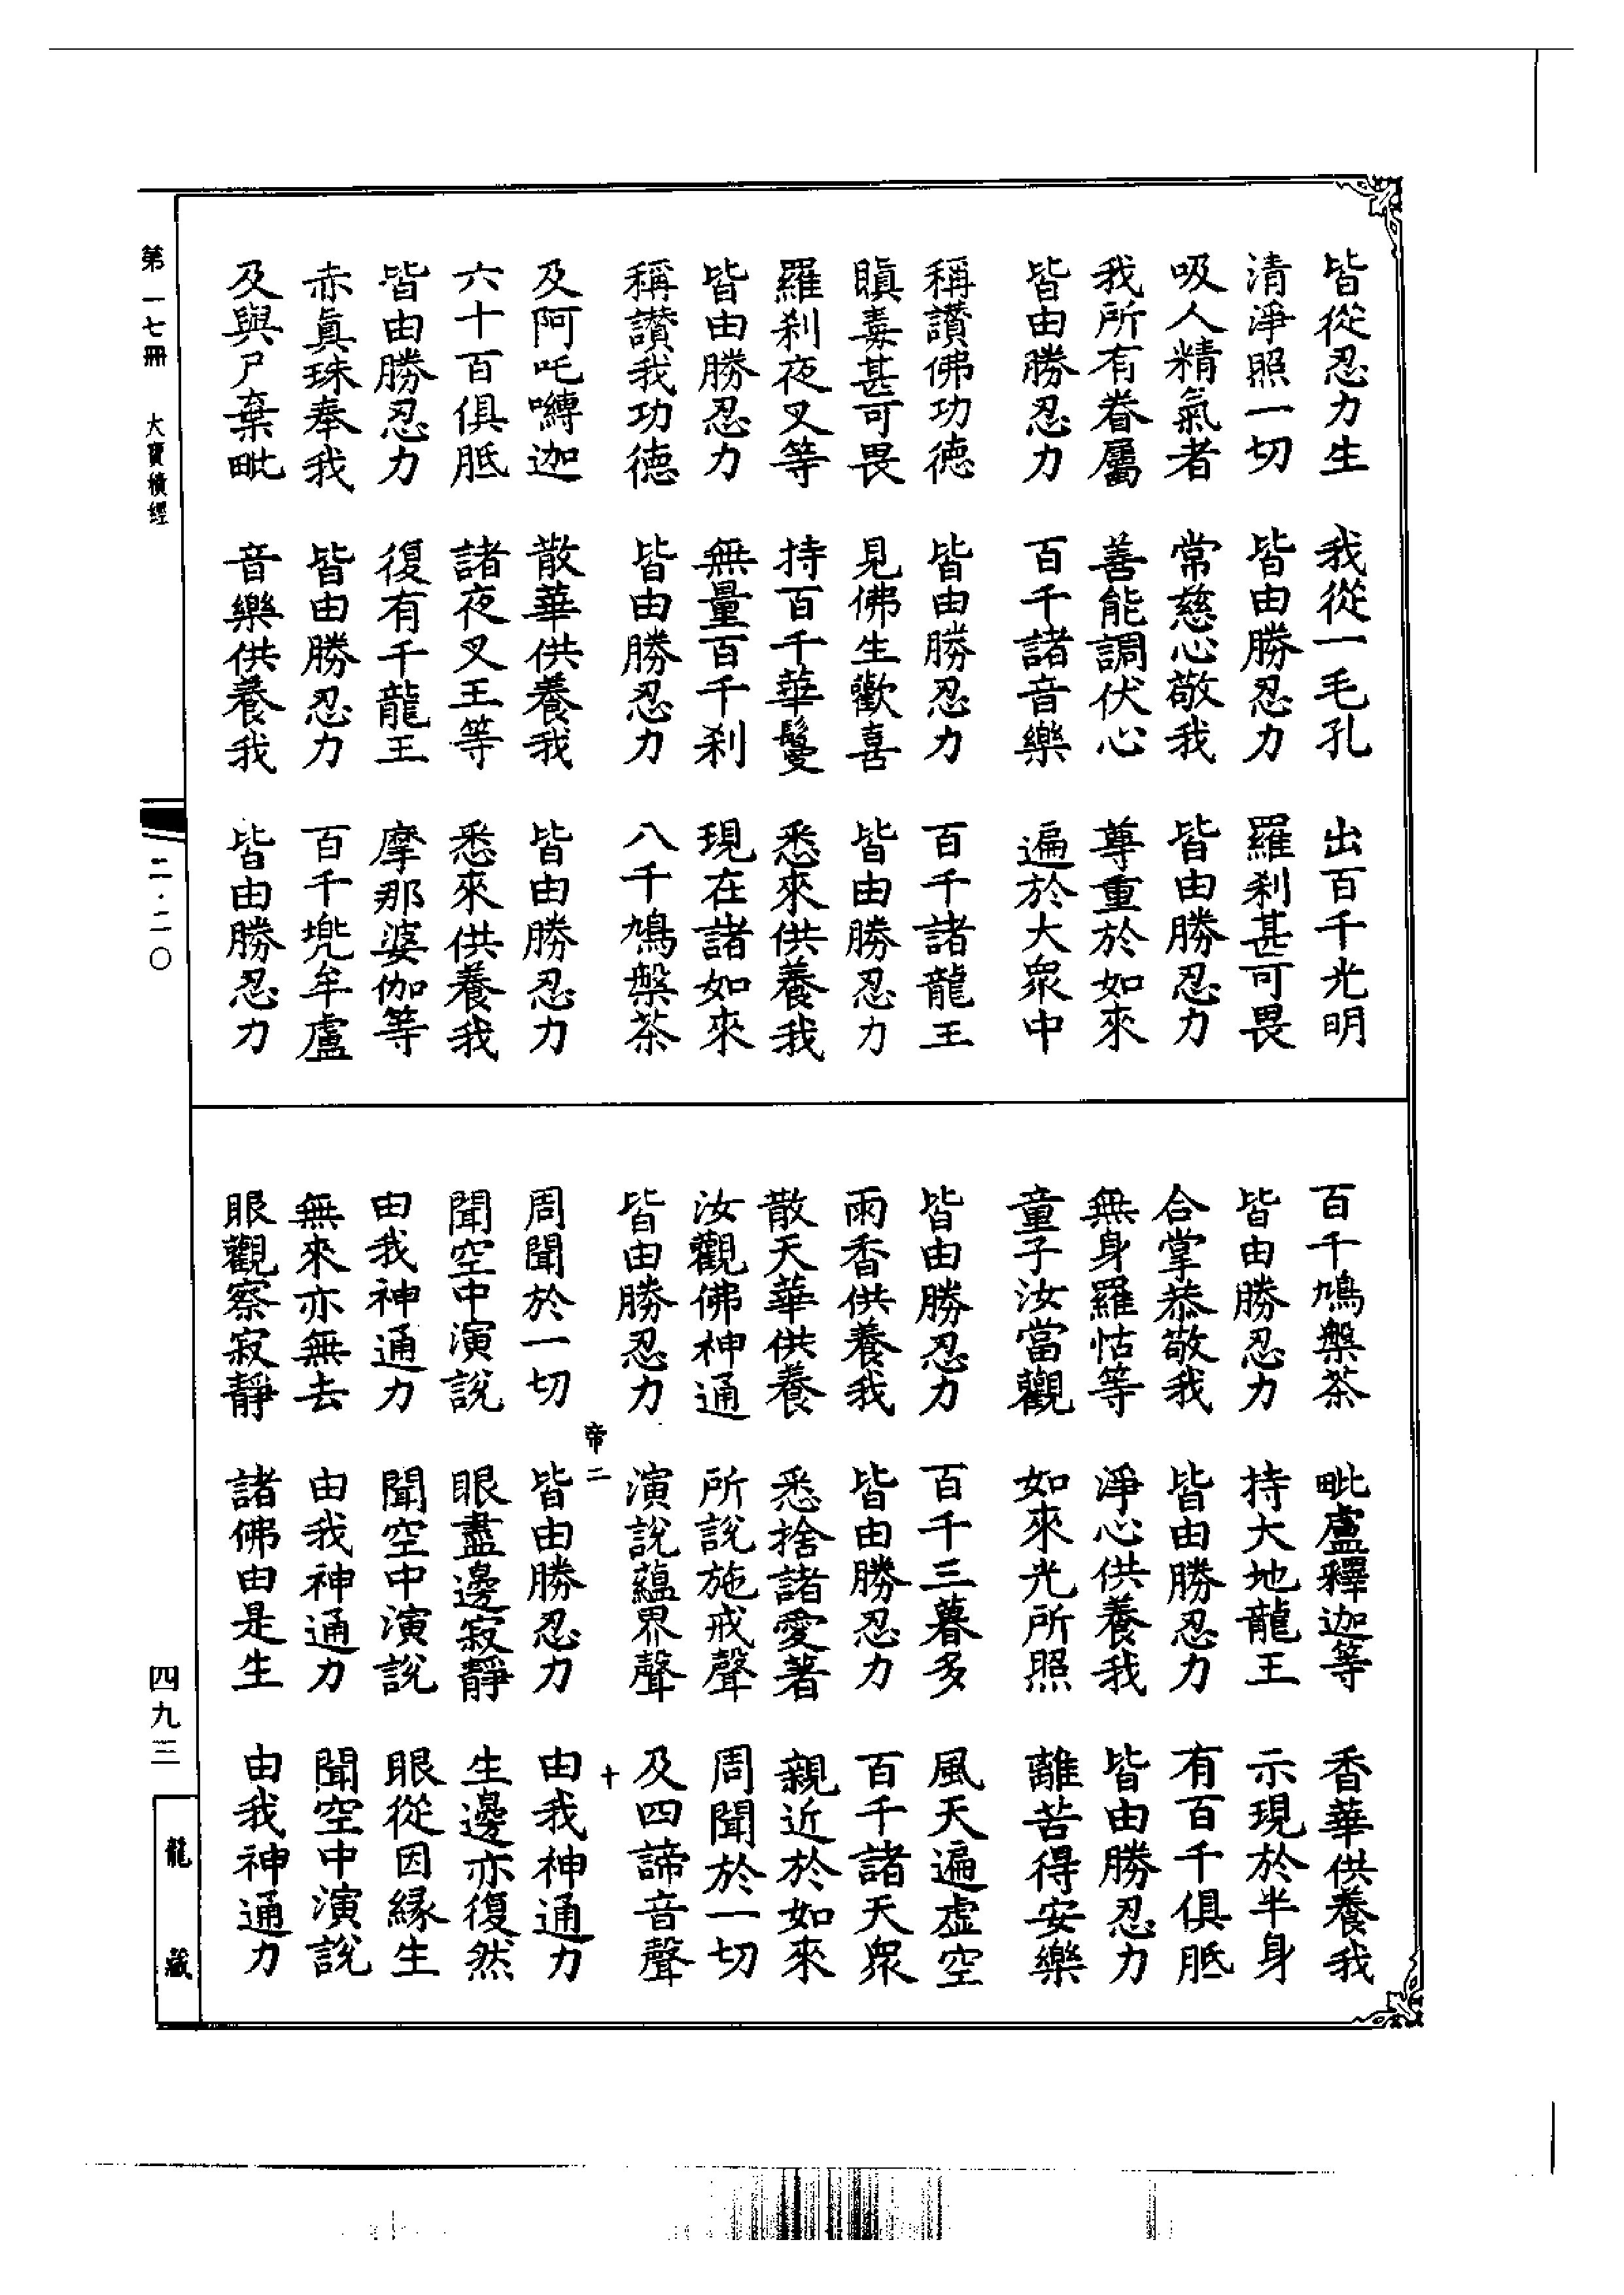 皆從忍力生　我從一毛孔　出百千光明
清淨照一切　皆由勝忍力　羅刹甚可畏
吸人精氣者　常慈心敬我　皆由勝忍力
我所有眷屬　善能調伏心　尊重於如來
皆由勝忍力　百千諸音樂　遍於大衆中
稱讚佛功德　皆由勝忍力　百千諸龍王
瞋毒甚可畏　見佛生歡喜　皆由勝忍力
羅刹夜叉等　持百千華鬘　悉來供養我
皆由勝忍力　無量百千刹　現在諸如來
稱讚我功德　皆由勝忍力　八千鳩槃茶
及阿吒嚩迦　散華供養我　皆由勝忍力
六十百俱胝　諸夜叉王等　悉來供養我
皆由勝忍力　復有千龍王　摩那婆伽等
赤眞珠奉我　皆由勝忍力　百千兠牟盧
及與尸棄毗　音樂供養我　皆由勝忍力
百千鳩槃茶　毗盧釋迦等　香華供養我
皆由勝忍力　持大地龍王　示現於半身
合掌恭敬我　皆由勝忍力　有百千俱胝
無身羅怙等　淨心供養我　皆由勝忍力
童子汝當觀　如來光所照　離苦得安樂
皆由勝忍力　百千三暮多　風天遍虛空
雨香供養我　皆由勝忍力　百千諸天衆
散天華供養　悉捨諸愛著　親近於如來
汝觀佛神通　所說施戒聲　周聞於一切
皆由勝忍力　演說蘊界聲　及四諦音聲
帝二　十
周聞於一切　皆由勝忍力　由我神通力
聞空中演說　眼盡邊寂靜　生邊亦復然
由我神通力　聞空中演說　眼從因緣生
無來亦無去　由我神通力　聞空中演說
眼觀察寂靜　諸佛由是生　由我神通力
第一七冊　大寶積經
二·二〇
四九三
龍藏